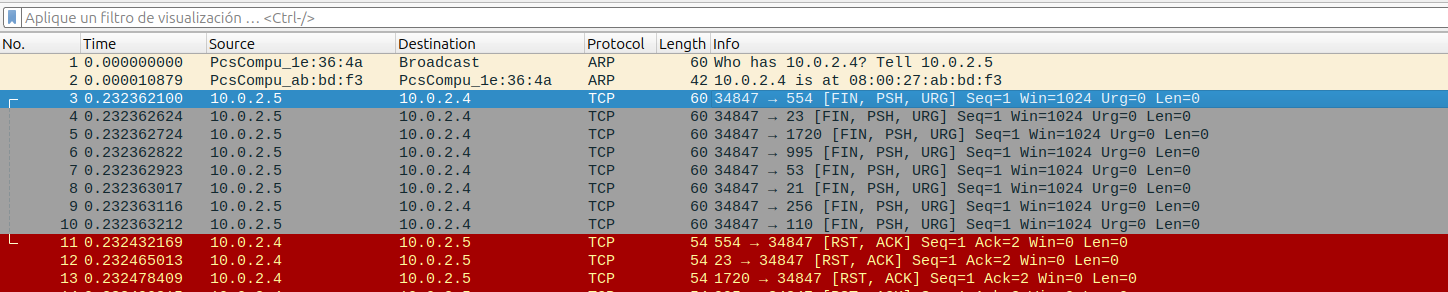 Aplique un filtro de visualización … <Ctrl-/>
No. Time Source Destination Protocol Length Info
1 0.000000000 PcsCompu_1e:36:4a Broadcast ARP 60 Who has 10.0.2.4? Tell 10.0.2.5
2 0.000010879 PcsCompu_ab:bd:f3 PcsCompu_1e:36:4a ARP 42 10.0.2.4 is at 08:00:27:ab:bd:f3
3 0.232362100 10.0.2.5 10.0.2.4 TCP 60 34847 → 554 [FIN, PSH, URG] Seq=1 Win=1024 Urg=0 Len=0
4 0.232362624 10.0.2.5 10.0.2.4 TCP 60 34847 → 23 [FIN, PSH, URG] Seq=1 Win=1024 Urg=0 Len=0
5 0.232362724 10.0.2.5 10.0.2.4 TCP 60 34847 → 1720 [FIN, PSH, URG] Seq=1 Win=1024 Urg=0 Len=0
6 0.232362822 10.0.2.5 10.0.2.4 TCP 60 34847 → 995 [FIN, PSH, URG] Seq=1 Win=1024 Urg=0 Len=0
7 0.232362923 10.0.2.5 10.0.2.4 TCP 60 34847 → 53 [FIN, PSH, URG] Seq=1 Win=1024 Urg=0 Len=0
8 0.232363017 10.0.2.5 10.0.2.4 TCP 60 34847 → 21 [FIN, PSH, URG] Seq=1 Win=1024 Urg=0 Len=0
9 0.232363116 10.0.2.5 10.0.2.4 TCP 60 34847 → 256 [FIN, PSH, URG] Seq=1 Win=1024 Urg=0 Len=0
10 0.232363212 10.0.2.5 10.0.2.4 TCP 60 34847 → 110 [FIN, PSH, URG] Seq=1 Win=1024 Urg=0 Len=0
11 0.232432169 10.0.2.4 10.0.2.5 TCP 54 554 → 34847 [RST, ACK] Seq=1 Ack=2 Win=0 Len=0
12 0.232465013 10.0.2.4 10.0.2.5 TCP 54 23 → 34847 [RST, ACK] Seq=1 Ack=2 Win=0 Len=0
13 0.232478409 10.0.2.4 10.0.2.5 TCP 54 1720 → 34847 [RST, ACK] Seq=1 Ack=2 Win=0 Len=0